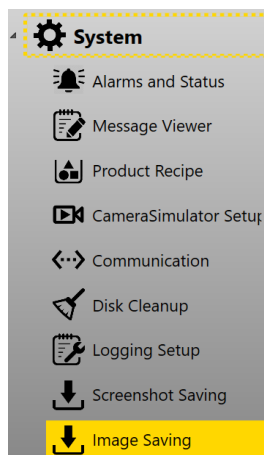 System
Alarms and Status
Message Viewer
Product Recipe
CameraSimulator Setup
Communication
Disk Cleanup
Logging Setup
Screenshot Saving
Image Saving